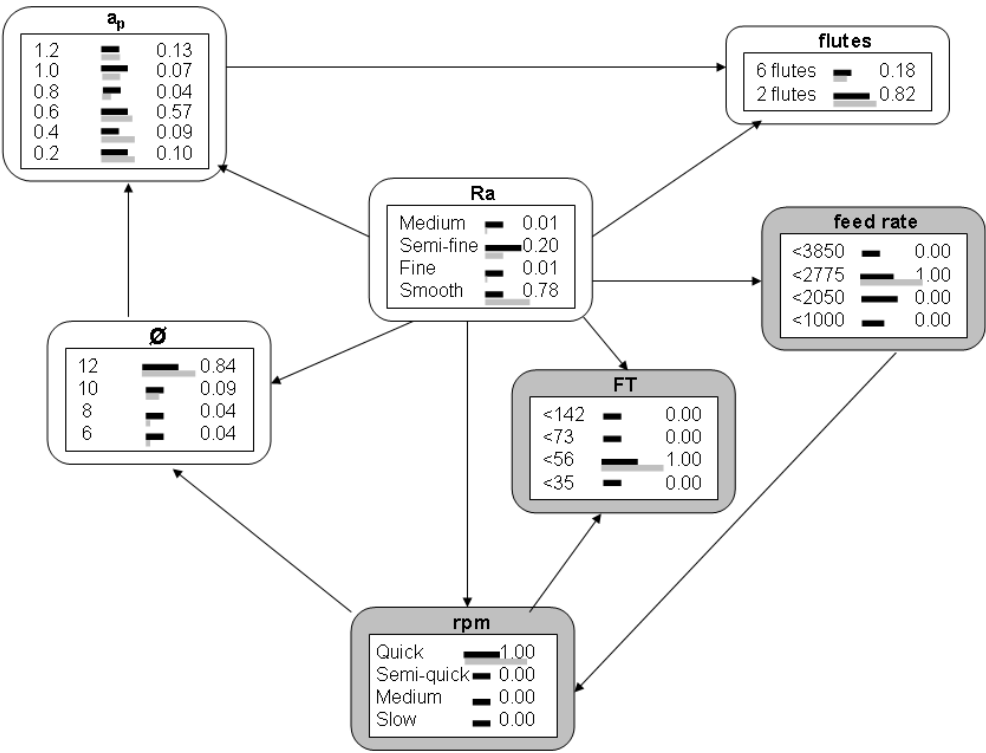 a_p
1.2 0.13
1.0 0.07
0.8 0.04
0.6 0.57
0.4 0.09
0.2 0.10
flutes
6 flutes 0.18
2 flutes 0.82
Ra
Medium 0.01
Semi-fine 0.20
Fine 0.01
Smooth 0.78
feed rate
<3850 0.00
<2775 1.00
<2050 0.00
<1000 0.00
Ø
12 0.84
10 0.09
8 0.04
6 0.04
FT
<142 0.00
<73 0.00
<56 1.00
<35 0.00
rpm
Quick 1.00
Semi-quick 0.00
Medium 0.00
Slow 0.00